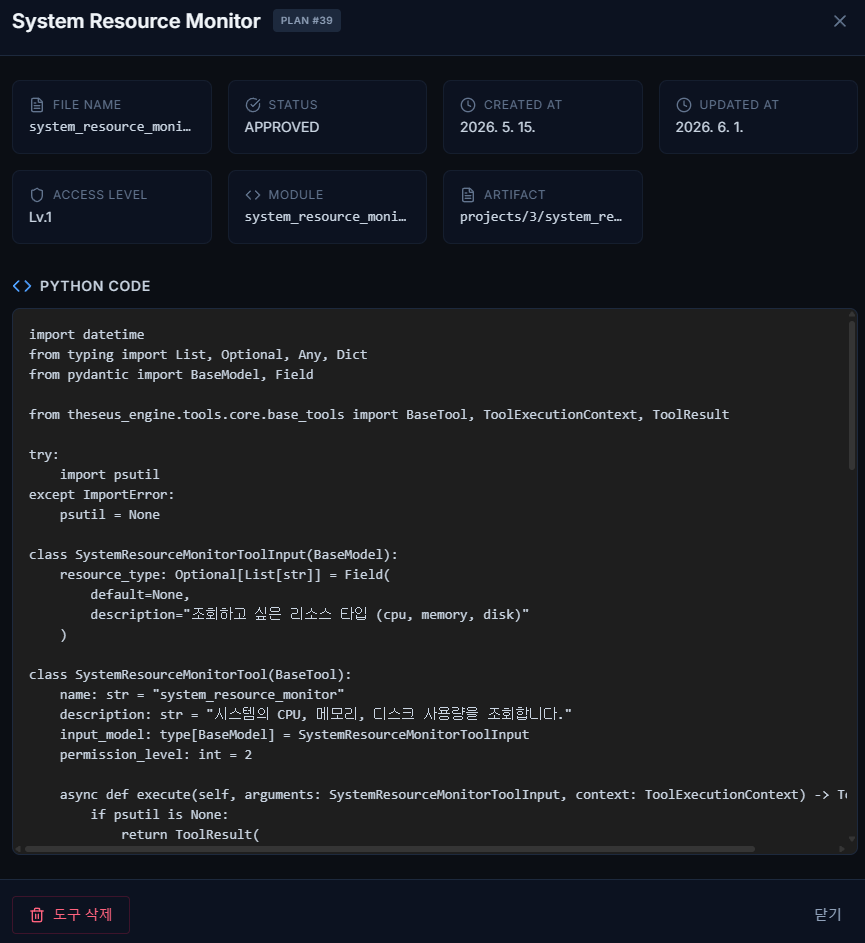 System Resource Monitor PLAN #39
FILE NAME
system_resource_moni…
STATUS
APPROVED
CREATED AT
2026. 5. 15.
UPDATED AT
2026. 6. 1.
ACCESS LEVEL
Lv.1
MODULE
system_resource_moni…
ARTIFACT
projects/3/system_re…
PYTHON CODE
import datetime
from typing import List, Optional, Any, Dict
from pydantic import BaseModel, Field
from theseus_engine.tools.core.base_tools import BaseTool, ToolExecutionContext, ToolResult
try:
    import psutil
except ImportError:
    psutil = None
class SystemResourceMonitorToolInput(BaseModel):
    resource_type: Optional[List[str]] = Field(
        default=None,
        description="조회하고 싶은 리소스 타입 (cpu, memory, disk)"
    )
class SystemResourceMonitorTool(BaseTool):
    name: str = "system_resource_monitor"
    description: str = "시스템의 CPU, 메모리, 디스크 사용량을 조회합니다."
    input_model: type[BaseModel] = SystemResourceMonitorToolInput
    permission_level: int = 2
    async def execute(self, arguments: SystemResourceMonitorToolInput, context: ToolExecutionContext) -> To
        if psutil is None:
            return ToolResult(
도구 삭제
닫기